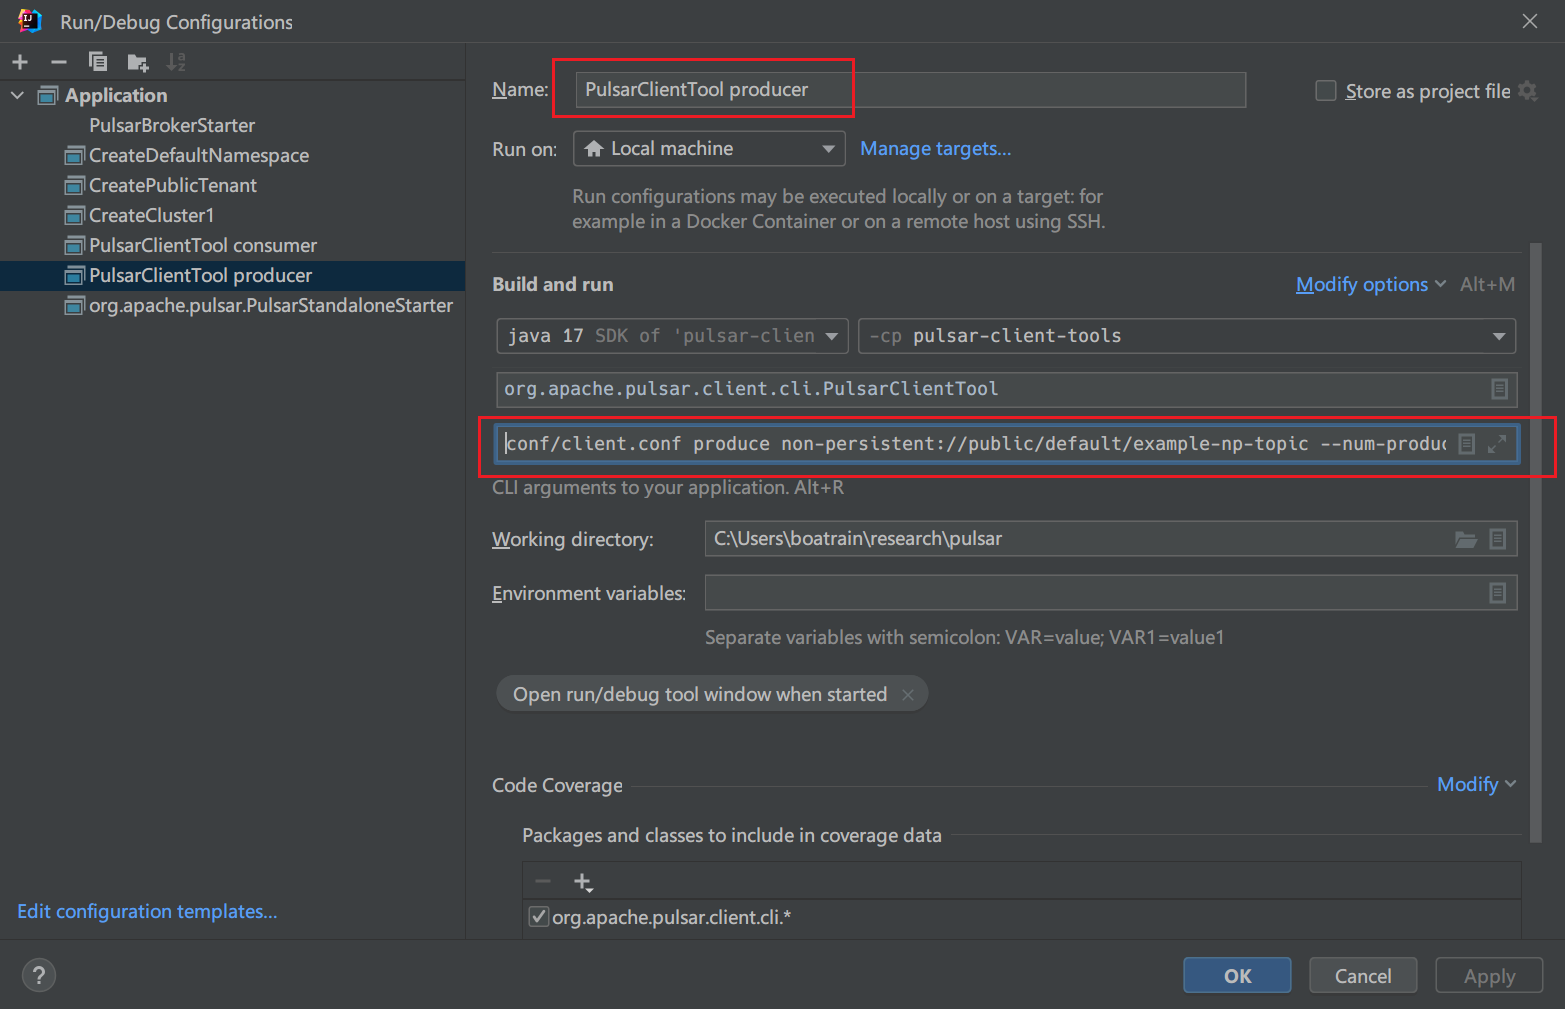 Run/Debug Configurations
Application
PulsarBrokerStarter
CreateDefaultNamespace
CreatePublicTenant
CreateCluster1
PulsarClientTool consumer
PulsarClientTool producer
org.apache.pulsar.PulsarStandaloneStarter
Edit configuration templates...
Name: PulsarClientTool producer
Store as project file
Run on: Local machine Manage targets...
Run configurations may be executed locally or on a target: for
example in a Docker Container or on a remote host using SSH.
Build and run Modify options Alt+M
java 17 SDK of 'pulsar-clien -cp pulsar-client-tools
org.apache.pulsar.client.cli.PulsarClientTool
conf/client.conf produce non-persistent://public/default/example-np-topic --num-produc
CLI arguments to your application. Alt+R
Working directory: C:\Users\boatrain\research\pulsar
Environment variables:
Separate variables with semicolon: VAR=value; VAR1=value1
Open run/debug tool window when started
Code Coverage Modify
Packages and classes to include in coverage data
org.apache.pulsar.client.cli.*
? OK Cancel Apply